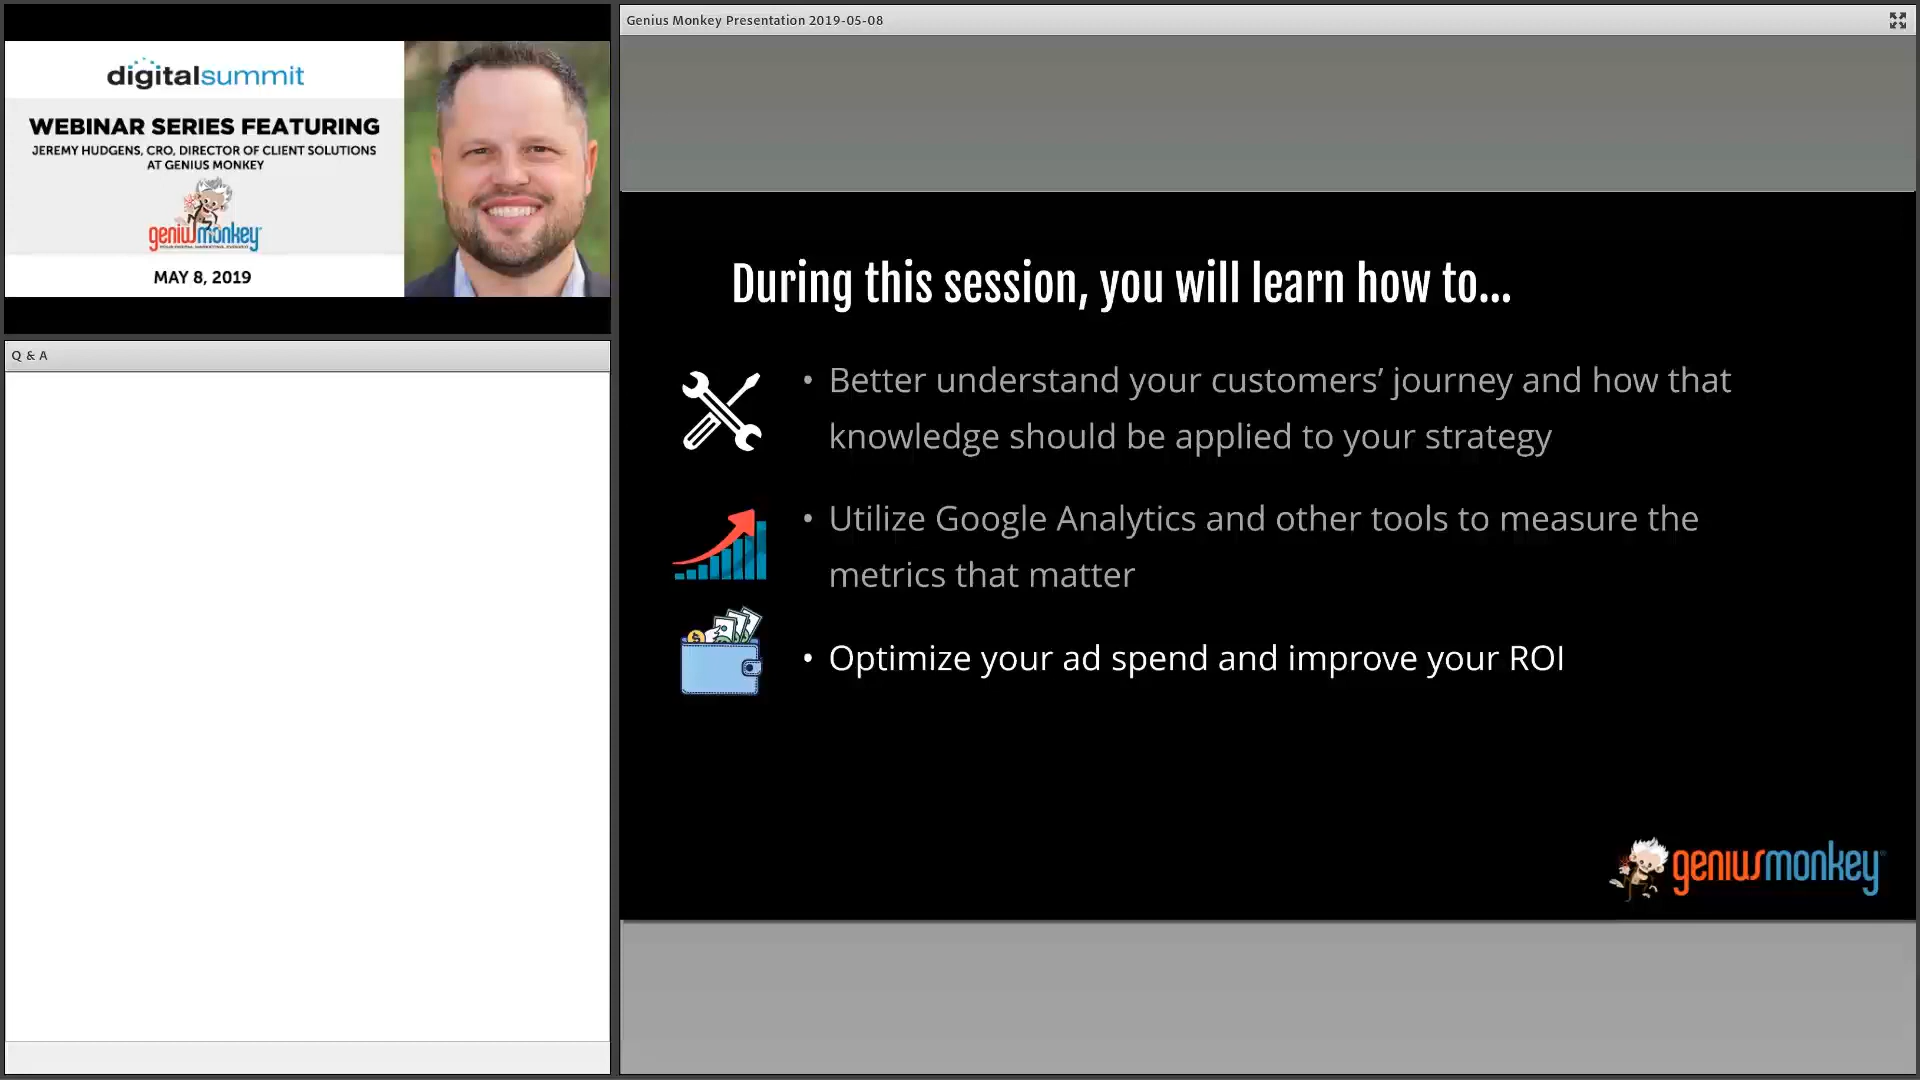 digitalsummit
WEBINAR SERIES FEATURING
JEREMY HUDGENS, CRO, DIRECTOR OF CLIENT SOLUTIONS
AT GENIUS MONKEY
geniusmonkey
MAY 8, 2019
Q & A
Genius Monkey Presentation 2019-05-08
During this session, you will learn how to...
• Better understand your customers’ journey and how that
knowledge should be applied to your strategy
• Utilize Google Analytics and other tools to measure the
metrics that matter
• Optimize your ad spend and improve your ROI
geniusmonkey